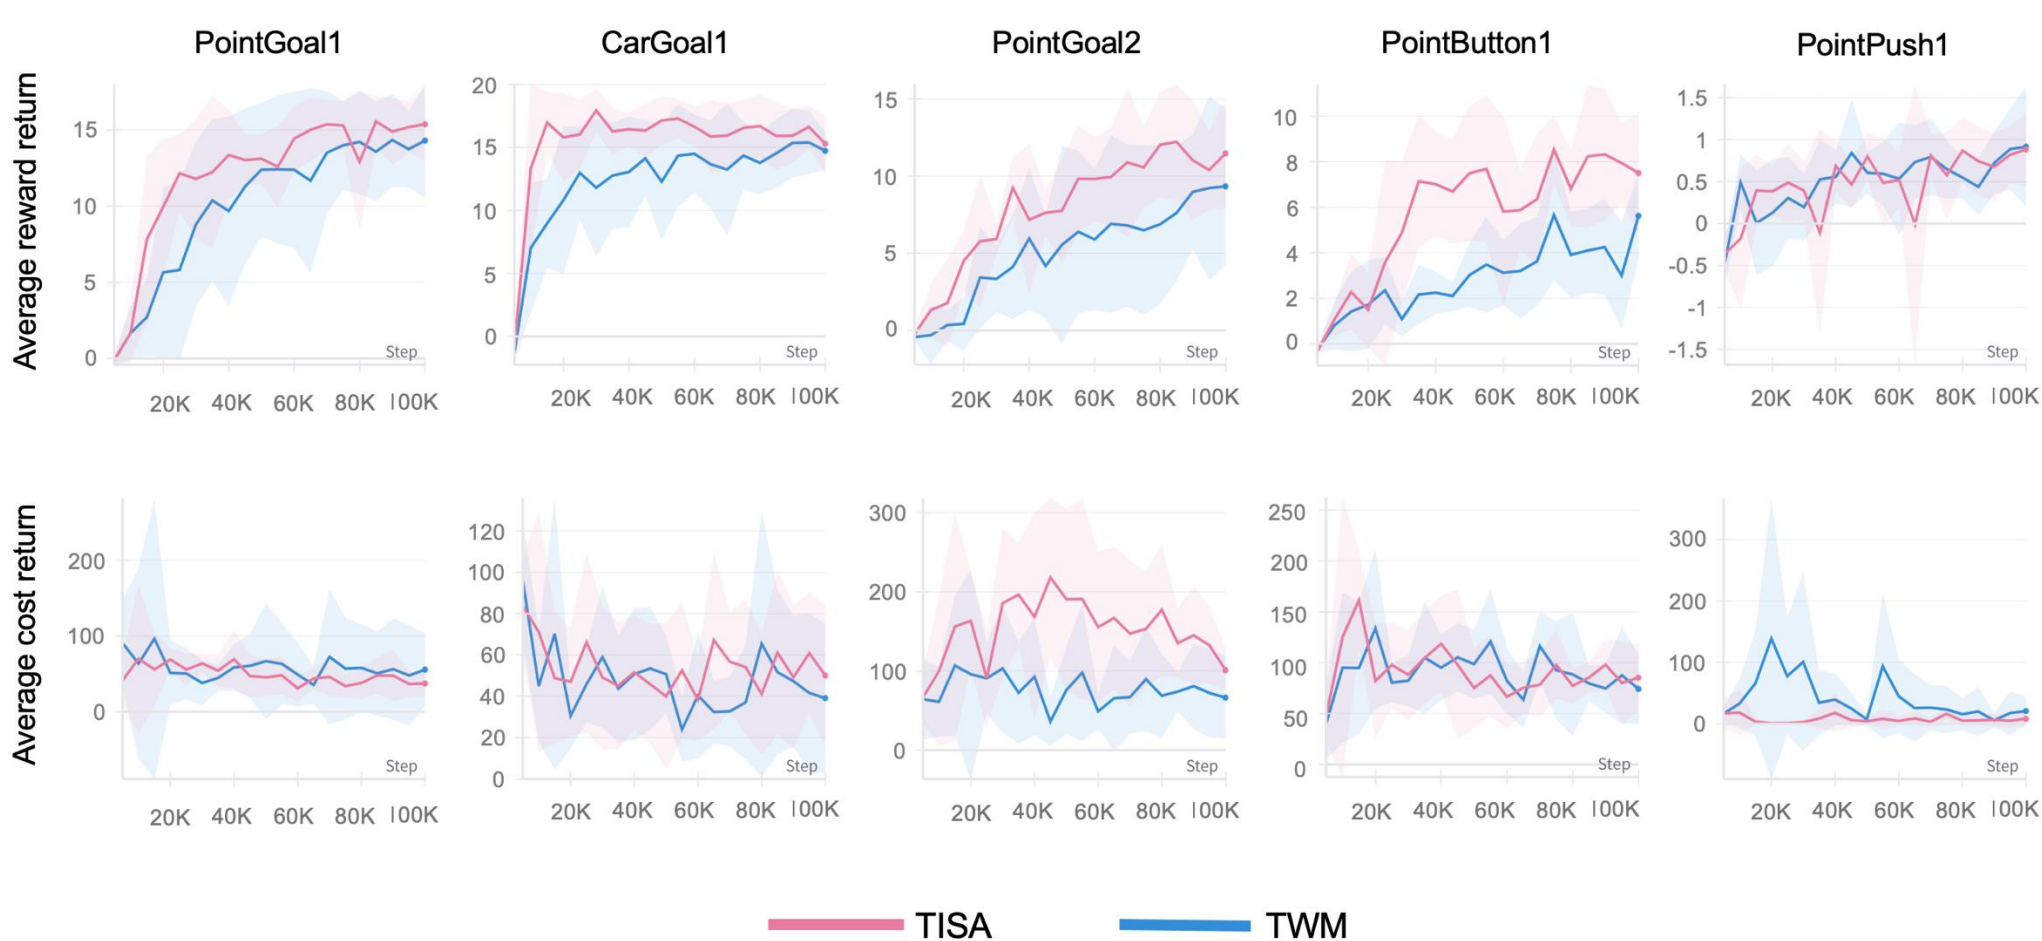 PointGoal1 CarGoal1 PointGoal2 PointButton1 PointPush1
Average reward return
15
10
5
0
Step
20K 40K 60K 80K 100K
20
15
10
5
0
Step
20K 40K 60K 80K 100K
15
10
5
0
Step
20K 40K 60K 80K 100K
10
8
6
4
2
0
Step
20K 40K 60K 80K 100K
1.5
1
0.5
0
-0.5
-1
-1.5
Step
20K 40K 60K 80K 100K
Average cost return
200
100
0
Step
20K 40K 60K 80K 100K
120
100
80
60
40
20
0
Step
20K 40K 60K 80K 100K
300
200
100
0
Step
20K 40K 60K 80K 100K
250
200
150
100
50
0
Step
20K 40K 60K 80K 100K
300
200
100
0
Step
20K 40K 60K 80K 100K
TISA TWM